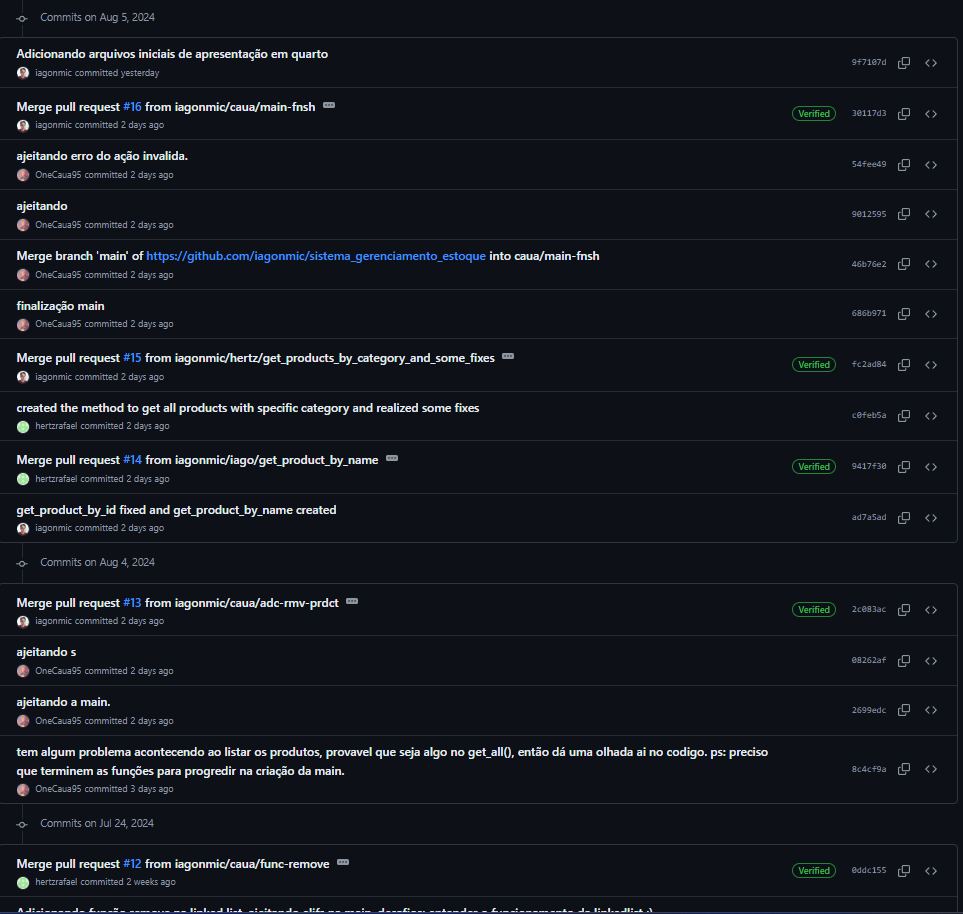 Commits on Aug 5, 2024
Adicionando arquivos iniciais de apresentação em quarto
iagonmic committed yesterday
9f7107d
Merge pull request #16 from iagonmic/caua/main-fnsh
iagonmic committed 2 days ago
Verified 30117d3
ajeitando erro do ação invalida.
OneCaua95 committed 2 days ago
54fee49
ajeitando
OneCaua95 committed 2 days ago
9012595
Merge branch 'main' of https://github.com/iagonmic/sistema_gerenciamento_estoque into caua/main-fnsh
OneCaua95 committed 2 days ago
46b76e2
finalização main
OneCaua95 committed 2 days ago
686b971
Merge pull request #15 from iagonmic/hertz/get_products_by_category_and_some_fixes
iagonmic committed 2 days ago
Verified fc2ad84
created the method to get all products with specific category and realized some fixes
hertzrafael committed 2 days ago
c0feb5a
Merge pull request #14 from iagonmic/iago/get_product_by_name
hertzrafael committed 2 days ago
Verified 9417f30
get_product_by_id fixed and get_product_by_name created
iagonmic committed 2 days ago
ad7a5ad
Commits on Aug 4, 2024
Merge pull request #13 from iagonmic/caua/adc-rmv-prdct
iagonmic committed 2 days ago
Verified 2c083ac
ajeitando s
OneCaua95 committed 2 days ago
08262af
ajeitando a main.
OneCaua95 committed 2 days ago
2699edc
tem algum problema acontecendo ao listar os produtos, provavel que seja algo no get_all(), então dá uma olhada ai no codigo. ps: preciso
que terminem as funções para progredir na criação da main.
OneCaua95 committed 3 days ago
8c4cf9a
Commits on Jul 24, 2024
Merge pull request #12 from iagonmic/caua/func-remove
hertzrafael committed 2 weeks ago
Verified 0ddc155